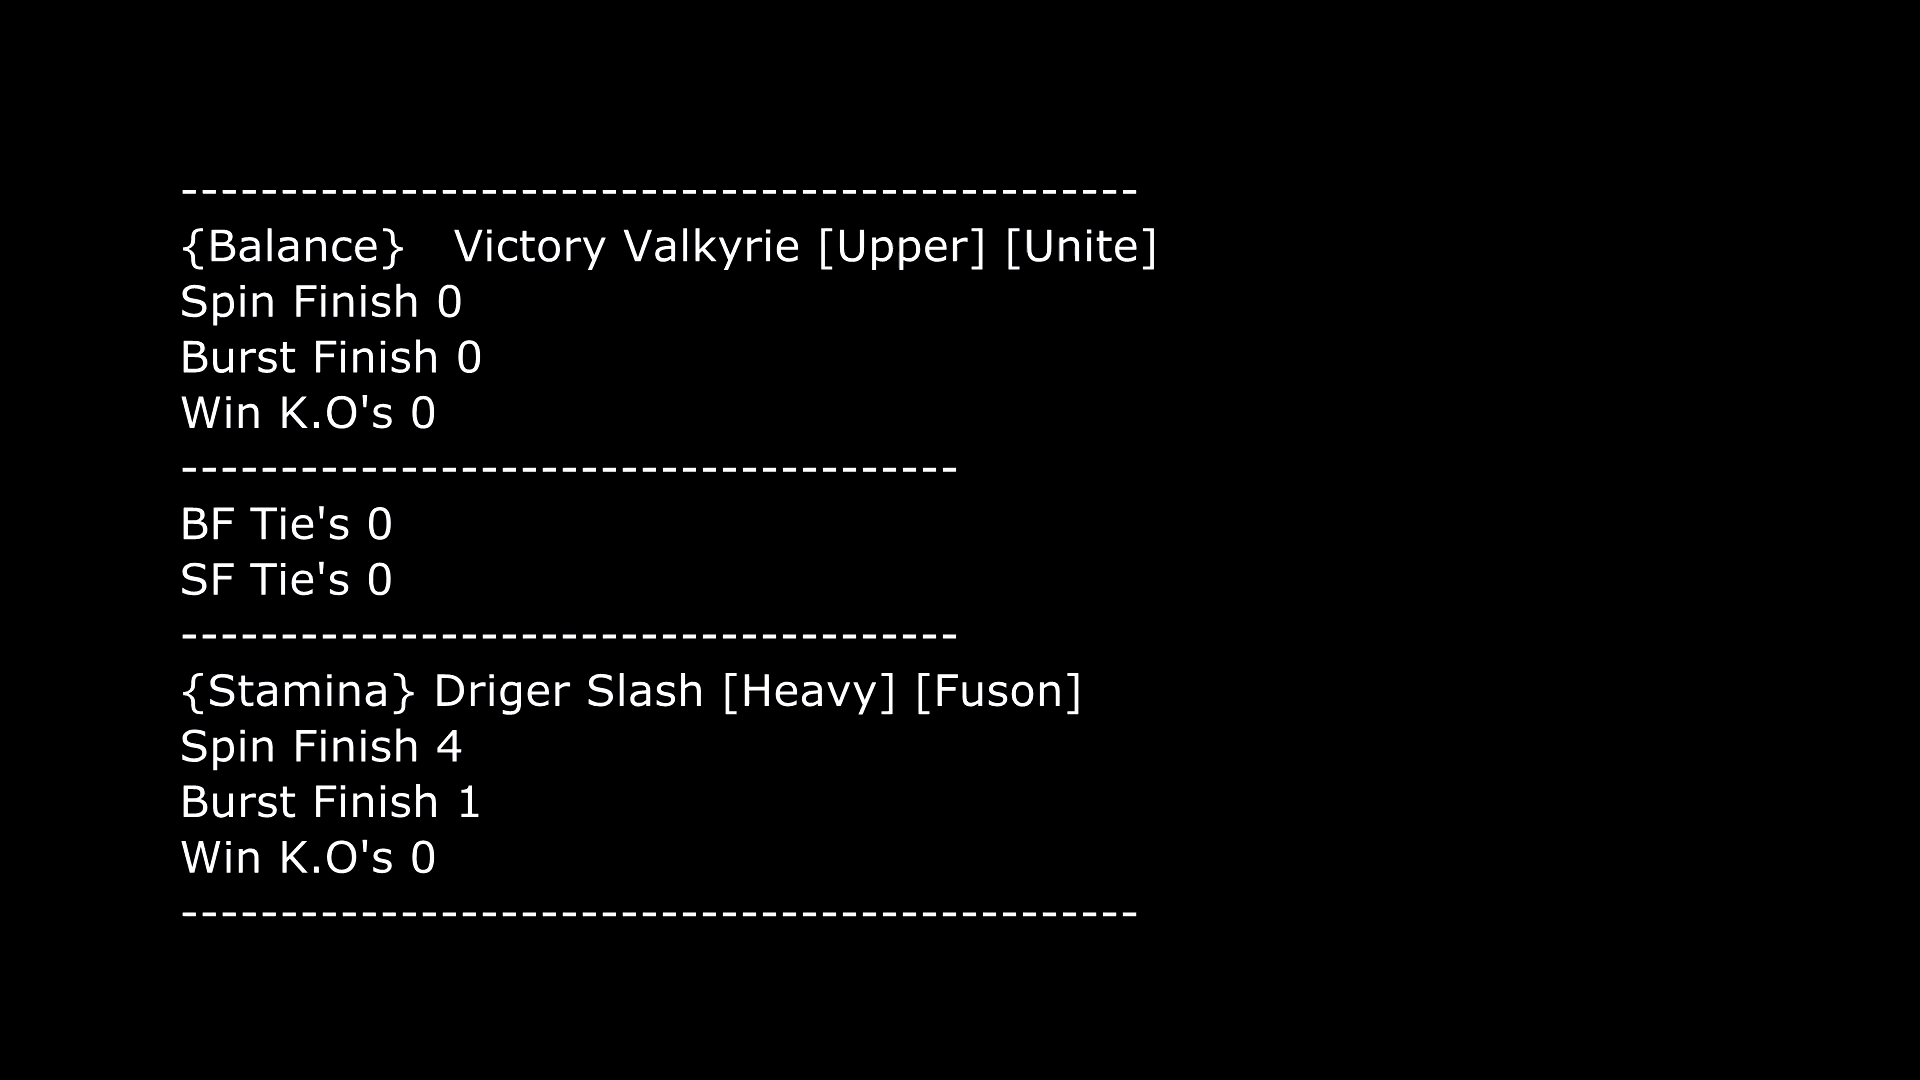 ------------------------------------------------
{Balance}   Victory Valkyrie [Upper] [Unite]
Spin Finish 0
Burst Finish 0
Win K.O's 0
---------------------------------------
BF Tie's 0
SF Tie's 0
---------------------------------------
{Stamina} Driger Slash [Heavy] [Fuson]
Spin Finish 4
Burst Finish 1
Win K.O's 0
------------------------------------------------